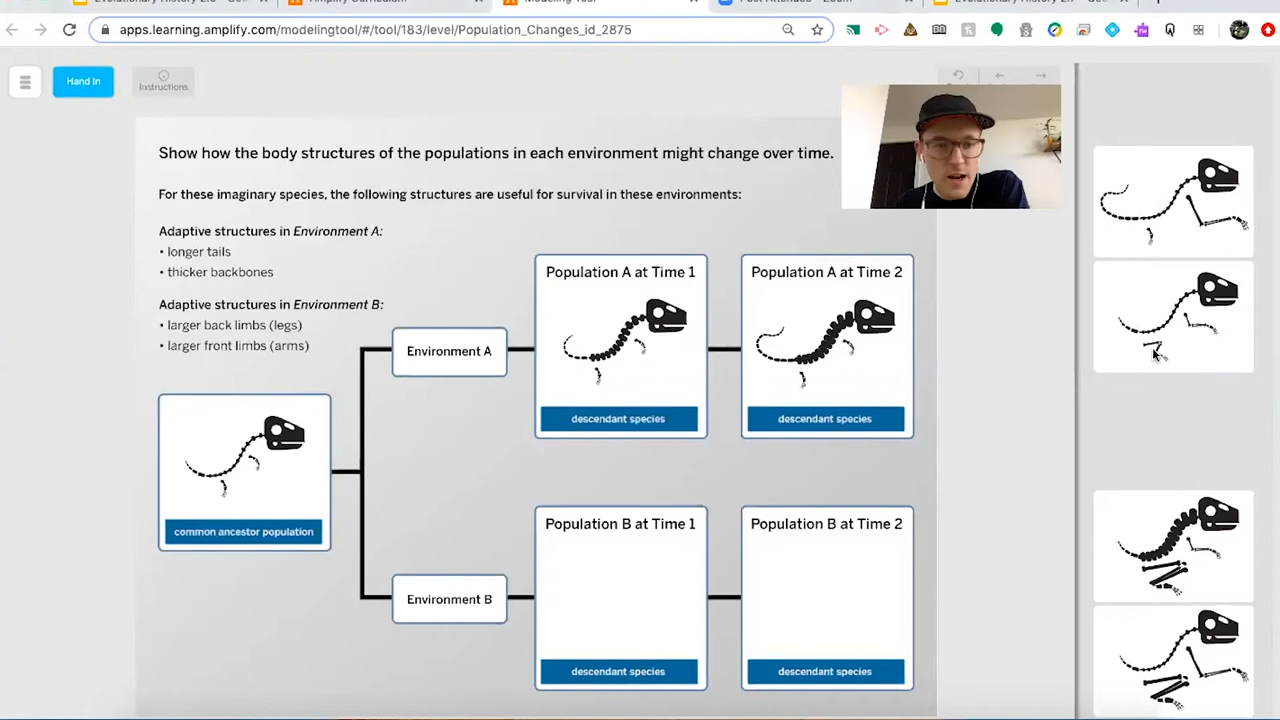 Amplify Curriculum
Modeling Tool
apps.learning.amplify.com/modelingtool/#/tool/183/level/Population_Changes_id_2875
Hand In
Instructions
Show how the body structures of the populations in each environment might change over time.
For these imaginary species, the following structures are useful for survival in these environments:
Adaptive structures in Environment A:
• longer tails
• thicker backbones
Adaptive structures in Environment B:
• larger back limbs (legs)
• larger front limbs (arms)
Environment A
Population A at Time 1
descendant species
Population A at Time 2
descendant species
common ancestor population
Environment B
Population B at Time 1
descendant species
Population B at Time 2
descendant species